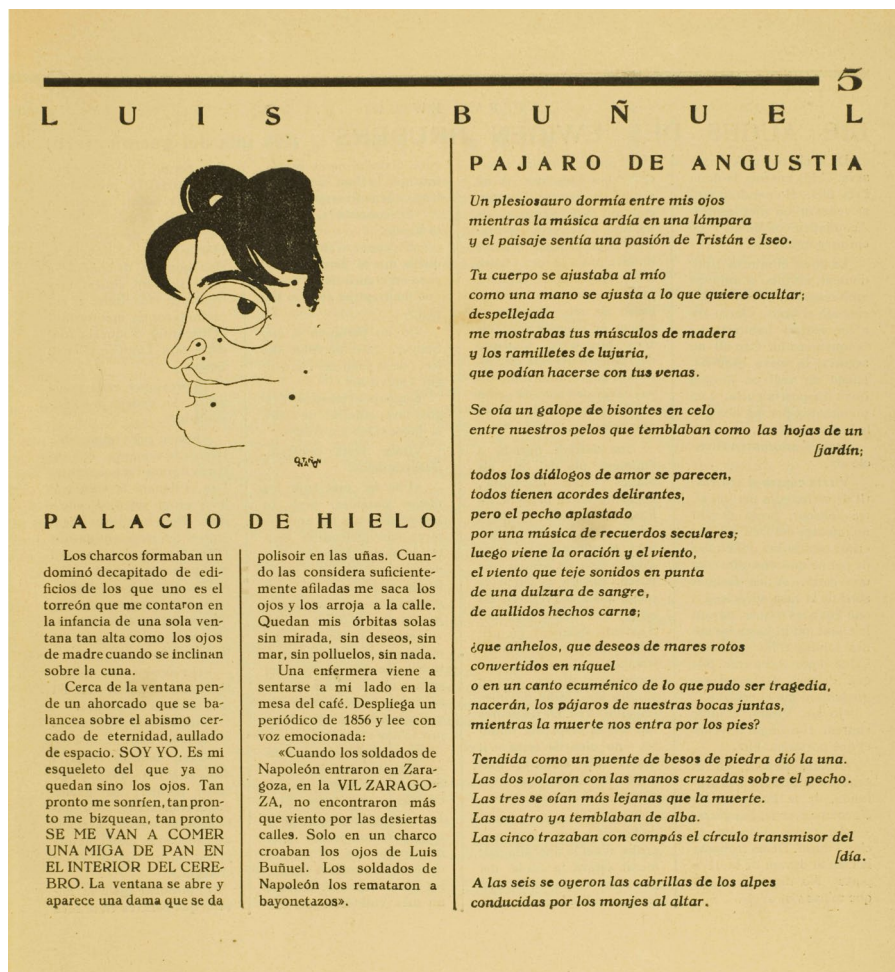 5
LUIS BUÑUEL
PALACIO DE HIELO
Los charcos formaban un
dominó decapitado de edi-
ficios de los que uno es el
torreón que me contaron en
la infancia de una sola ven-
tana tan alta como los ojos
de madre cuando se inclinan
sobre la cuna.
Cerca de la ventana pen-
de un ahorcado que se ba-
lancea sobre el abismo cer-
cado de eternidad, aullado
de espacio. SOY YO. Es mi
esqueleto del que ya no
quedan sino los ojos. Tan
pronto me sonríen, tan pron-
to me bizquean, tan pronto
SE ME VAN A COMER
UNA MIGA DE PAN EN
EL INTERIOR DEL CERE-
BRO. La ventana se abre y
aparece una dama que se da
polisoir en las uñas. Cuan-
do las considera suficiente-
mente afiladas me saca los
ojos y los arroja a la calle.
Quedan mis órbitas solas
sin mirada, sin deseos, sin
mar, sin polluelos, sin nada.
Una enfermera viene a
sentarse a mi lado en la
mesa del café. Despliega un
periódico de 1856 y lee con
voz emocionada:
«Cuando los soldados de
Napoleón entraron en Zara-
goza, en la VIL ZARAGO-
ZA, no encontraron más
que viento por las desiertas
calles. Solo en un charco
croaban los ojos de Luis
Buñuel. Los soldados de
Napoleón los remataron a
bayonetazos».
PAJARO DE ANGUSTIA
Un plesiosauro dormía entre mis ojos
mientras la música ardía en una lámpara
y el paisaje sentía una pasión de Tristán e Iseo.
Tu cuerpo se ajustaba al mío
como una mano se ajusta a lo que quiere ocultar;
despellejada
me mostrabas tus músculos de madera
y los ramilletes de lujuria,
que podían hacerse con tus venas.
Se oía un galope de bisontes en celo
entre nuestros pelos que temblaban como las hojas de un
[jardín;
todos los diálogos de amor se parecen,
todos tienen acordes delirantes,
pero el pecho aplastado
por una música de recuerdos seculares;
luego viene la oración y el viento,
el viento que teje sonidos en punta
de una dulzura de sangre,
de aullidos hechos carne;
¿que anhelos, que deseos de mares rotos
convertidos en níquel
o en un canto ecuménico de lo que pudo ser tragedia,
nacerán, los pájaros de nuestras bocas juntas,
mientras la muerte nos entra por los pies?
Tendida como un puente de besos de piedra dió la una.
Las dos volaron con las manos cruzadas sobre el pecho.
Las tres se oían más lejanas que la muerte.
Las cuatro ya temblaban de alba.
Las cinco trazaban con compás el círculo transmisor del
[día.
A las seis se oyeron las cabrillas de los alpes
conducidas por los monjes al altar.